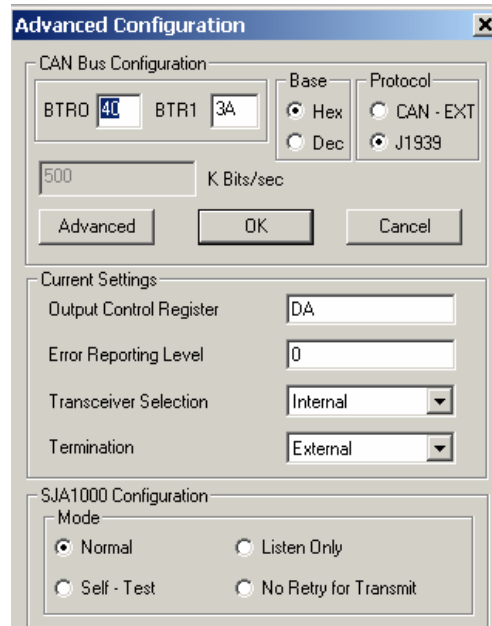 Advanced Configuration
CAN Bus Configuration
BTR0 40 BTR1 3A
Base
Hex
Dec
Protocol
CAN - EXT
J1939
500 K Bits/sec
Advanced OK Cancel
Current Settings
Output Control Register DA
Error Reporting Level 0
Transceiver Selection Internal
Termination External
SJA1000 Configuration
Mode
Normal Listen Only
Self - Test No Retry for Transmit